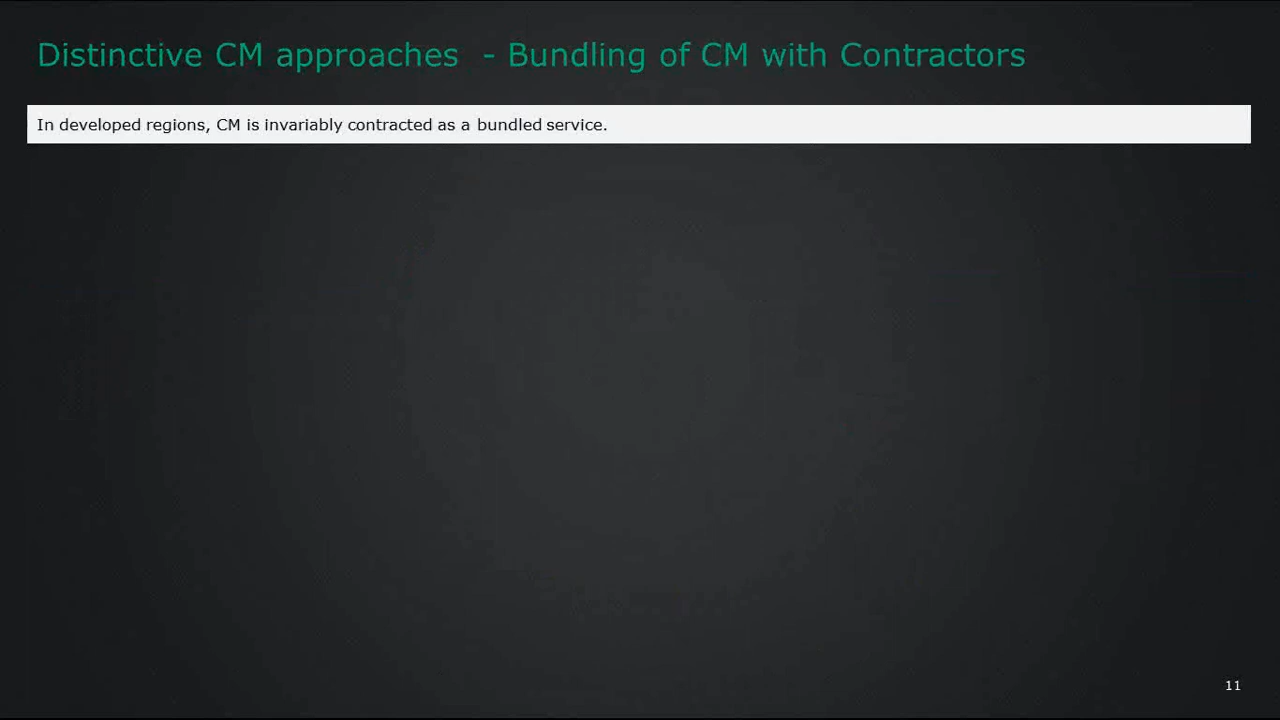 Distinctive CM approaches - Bundling of CM with Contractors
In developed regions, CM is invariably contracted as a bundled service.
11